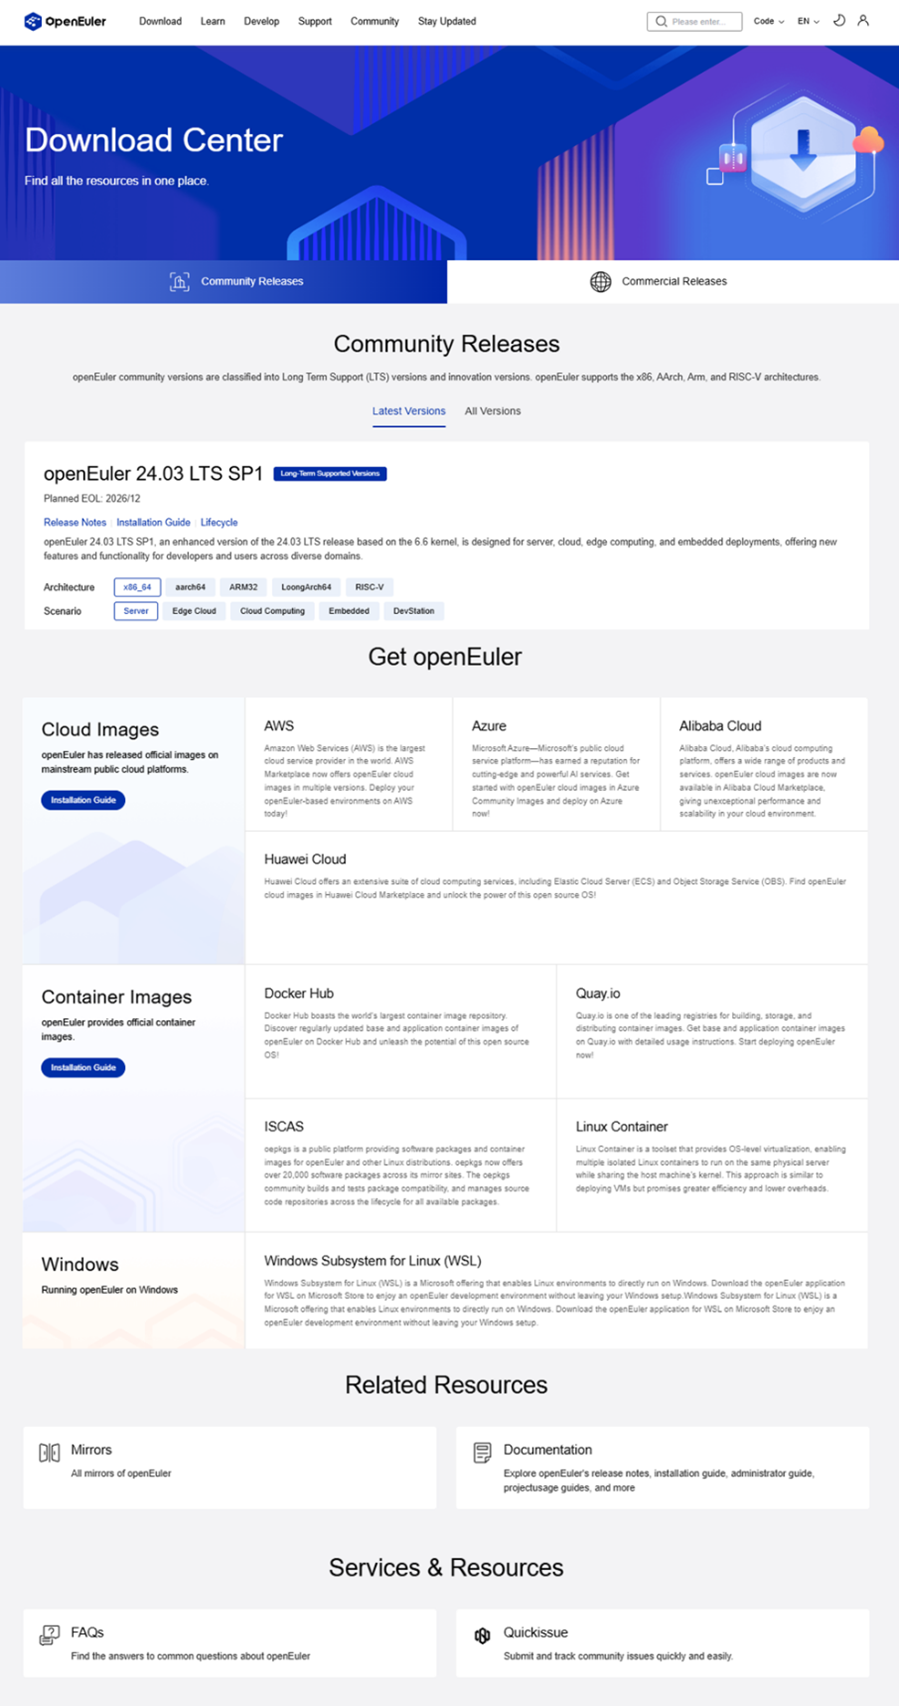 openEuler
Download Learn Develop Support Community Stay Updated
Please enter... Code EN
Download Center
Find all the resources in one place.
Community Releases
Commercial Releases
Community Releases
openEuler community versions are classified into Long Term Support (LTS) versions and innovation versions. openEuler supports the x86, AArch, Arm, and RISC-V architectures.
Latest Versions All Versions
openEuler 24.03 LTS SP1 Long-Term Supported Versions
Planned EOL: 2026/12
Release Notes Installation Guide Lifecycle
openEuler 24.03 LTS SP1, an enhanced version of the 24.03 LTS release based on the 6.6 kernel, is designed for server, cloud, edge computing, and embedded deployments, offering new
features and functionality for developers and users across diverse domains.
Architecture x86_64 aarch64 ARM32 LoongArch64 RISC-V
Scenario Server Edge Cloud Cloud Computing Embedded DevStation
Get openEuler
Cloud Images
openEuler has released official images on
mainstream public cloud platforms.
Installation Guide
AWS
Amazon Web Services (AWS) is the largest
cloud service provider in the world. AWS
Marketplace now offers openEuler cloud
images in multiple versions. Deploy your
openEuler-based environments on AWS
today!
Azure
Microsoft Azure—Microsoft's public cloud
service platform—has earned a reputation for
cutting-edge and powerful AI services. Get
started with openEuler cloud images in Azure
Community Images and deploy on Azure
now!
Alibaba Cloud
Alibaba Cloud, Alibaba's cloud computing
platform, offers a wide range of products and
services. openEuler cloud images are now
available in Alibaba Cloud Marketplace,
giving unexceptional performance and
scalability in your cloud environment.
Huawei Cloud
Huawei Cloud offers an extensive suite of cloud computing services, including Elastic Cloud Server (ECS) and Object Storage Service (OBS). Find openEuler
cloud images in Huawei Cloud Marketplace and unlock the power of this open source OS!
Container Images
openEuler provides official container
images.
Installation Guide
Docker Hub
Docker Hub boasts the world's largest container image repository.
Discover regularly updated base and application container images of
openEuler on Docker Hub and unleash the potential of this open source
OS!
Quay.io
Quay.io is one of the leading registries for building, storage, and
distributing container images. Get base and application container images
on Quay.io with detailed usage instructions. Start deploying openEuler
now!
ISCAS
oepkgs is a public platform providing software packages and container
images for openEuler and other Linux distributions. oepkgs now offers
over 20,000 software packages across its mirror sites. The oepkgs
community builds and tests package compatibility, and manages source
code repositories across the lifecycle for all available packages.
Linux Container
Linux Container is a toolset that provides OS-level virtualization, enabling
multiple isolated Linux containers to run on the same physical server
while sharing the host machine's kernel. This approach is similar to
deploying VMs but promises greater efficiency and lower overheads.
Windows
Running openEuler on Windows
Windows Subsystem for Linux (WSL)
Windows Subsystem for Linux (WSL) is a Microsoft offering that enables Linux environments to directly run on Windows. Download the openEuler application
for WSL on Microsoft Store to enjoy an openEuler development environment without leaving your Windows setup.Windows Subsystem for Linux (WSL) is a
Microsoft offering that enables Linux environments to directly run on Windows. Download the openEuler application for WSL on Microsoft Store to enjoy an
openEuler development environment without leaving your Windows setup.
Related Resources
Mirrors
All mirrors of openEuler
Documentation
Explore openEuler's release notes, installation guide, administrator guide,
projectusage guides, and more
Services & Resources
FAQs
Find the answers to common questions about openEuler
Quickissue
Submit and track community issues quickly and easily.